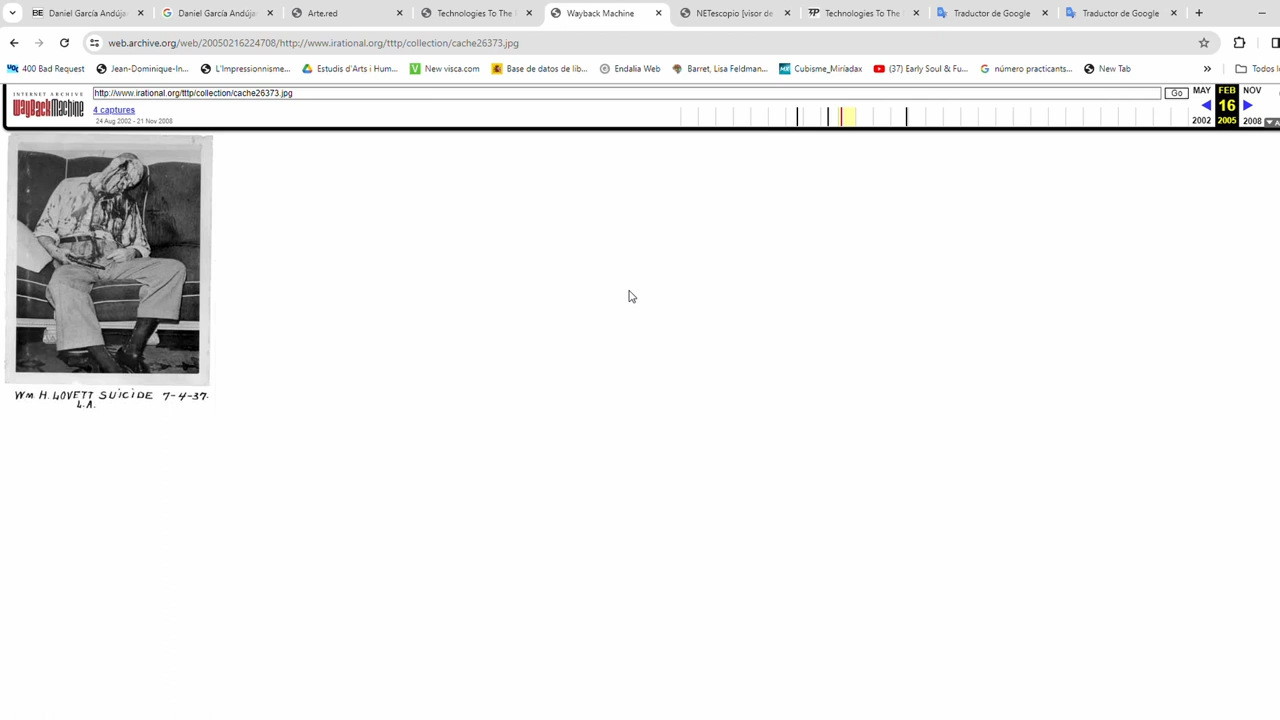 Daniel García Andúja
Daniel García Andúja
Arte.red
Technologies To The
Wayback Machine
NETescopio [visor de
Technologies To The
Traductor de Google
Traductor de Google
web.archive.org/web/20050216224708/http://www.irational.org/tttp/collection/cache26373.jpg
400 Bad Request
Jean-Dominique-In...
L'Impressionnisme...
Estudis d'Arts i Hum...
New visca.com
Base de datos de lib...
Endalia Web
Barret, Lisa Feldman...
Cubisme_Miríadax
(37) Early Soul & Fu...
número practicants...
New Tab
Todos l
INTERNET ARCHIVE
WayBackMachine
http://www.irational.org/tttp/collection/cache26373.jpg
Go
MAY FEB NOV
4 captures
16
24 Aug 2002 - 21 Nov 2008
2002 2005 2008
WM H. LOVETT SUICIDE 7-4-37.
L.A.